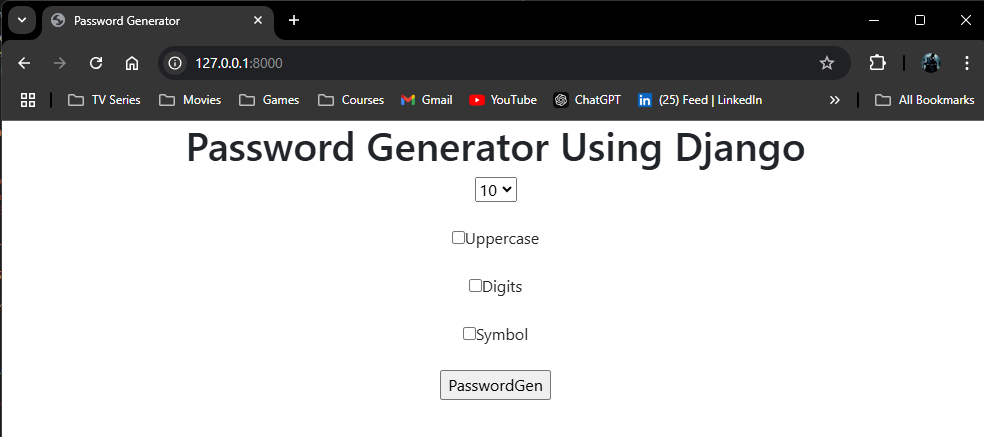 Password Generator
127.0.0.1:8000
TV Series Movies Games Courses Gmail YouTube ChatGPT (25) Feed | LinkedIn All Bookmarks
Password Generator Using Django
10
Uppercase
Digits
Symbol
PasswordGen